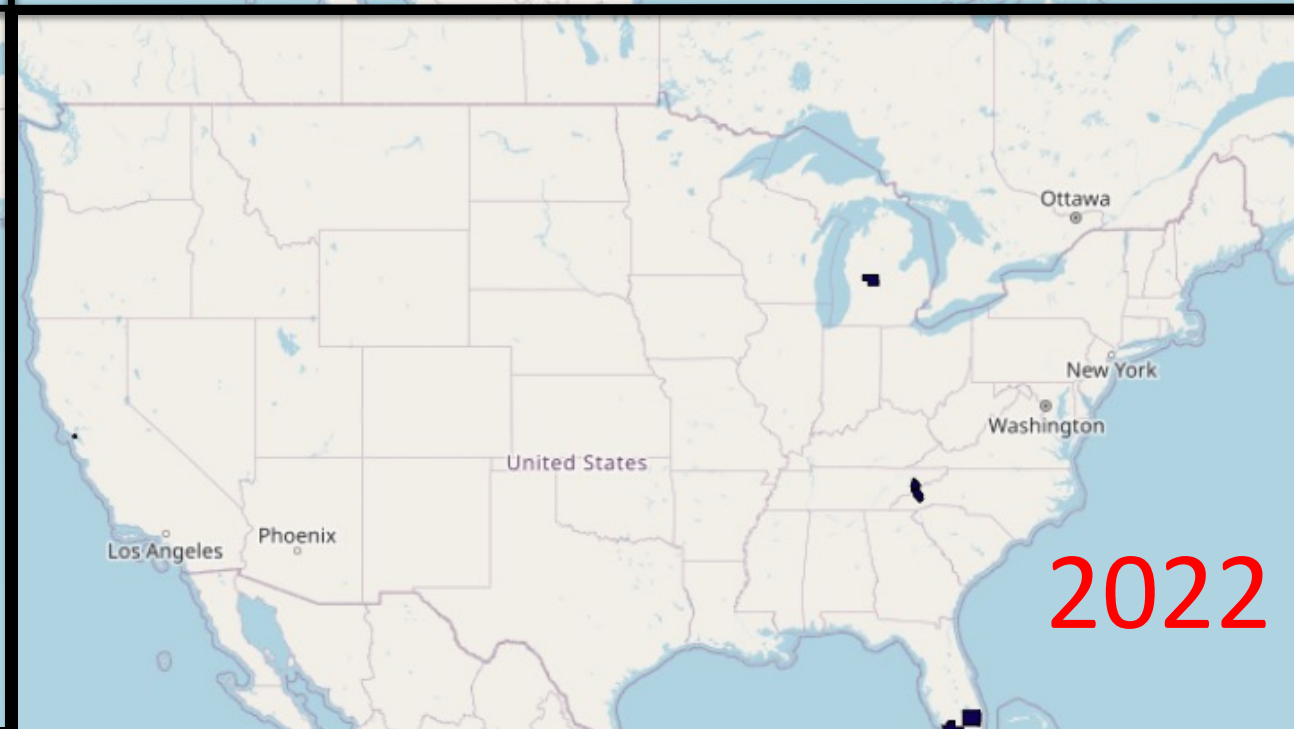 Ottawa
New York
Washington
United States
Phoenix
Los Angeles
2022